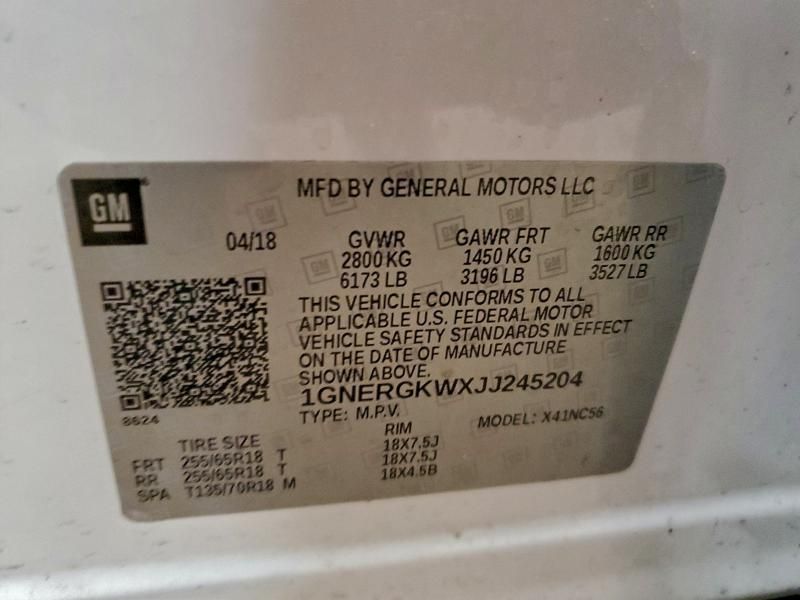 GM
MFD BY GENERAL MOTORS LLC
04/18 GVWR GAWR FRT GAWR RR
2800 KG 1450 KG 1600 KG
6173 LB 3196 LB 3527 LB
THIS VEHICLE CONFORMS TO ALL
APPLICABLE U.S. FEDERAL MOTOR
VEHICLE SAFETY STANDARDS IN EFFECT
ON THE DATE OF MANUFACTURE
SHOWN ABOVE.
1GNERGKWXJJ245204
8624 TYPE: M.P.V. MODEL: X41NC56
TIRE SIZE RIM
FRT 255/65R18 T 18X7.5J
RR 255/65R18 T 18X7.5J
SPA T135/70R18 M 18X4.5B